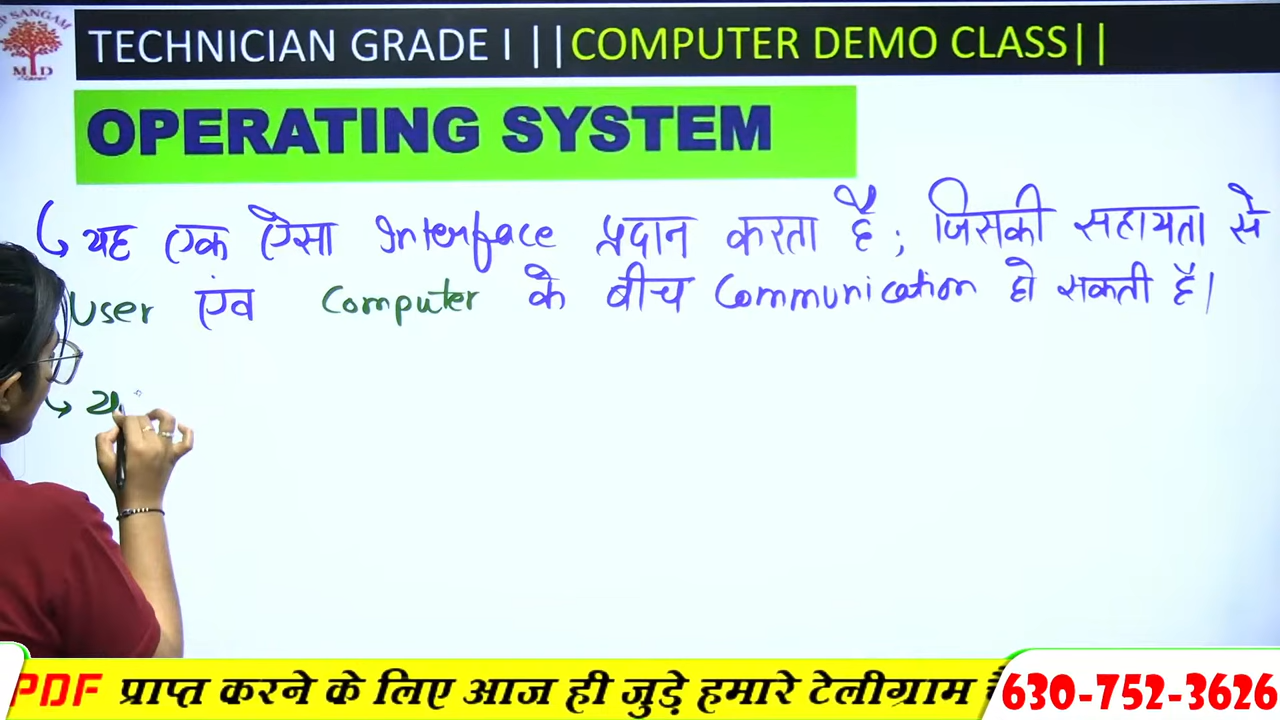 SANGAM
M D
TECHNICIAN GRADE I ||COMPUTER DEMO CLASS||
OPERATING SYSTEM
↳ यह एक ऐसा Interface प्रदान करता है; जिसकी सहायता से
User एंव Computer के बीच Communication हो सकती है।
↳ य
PDF प्राप्त करने के लिए आज ही जुड़े हमारे टेलीग्राम
630-752-3626